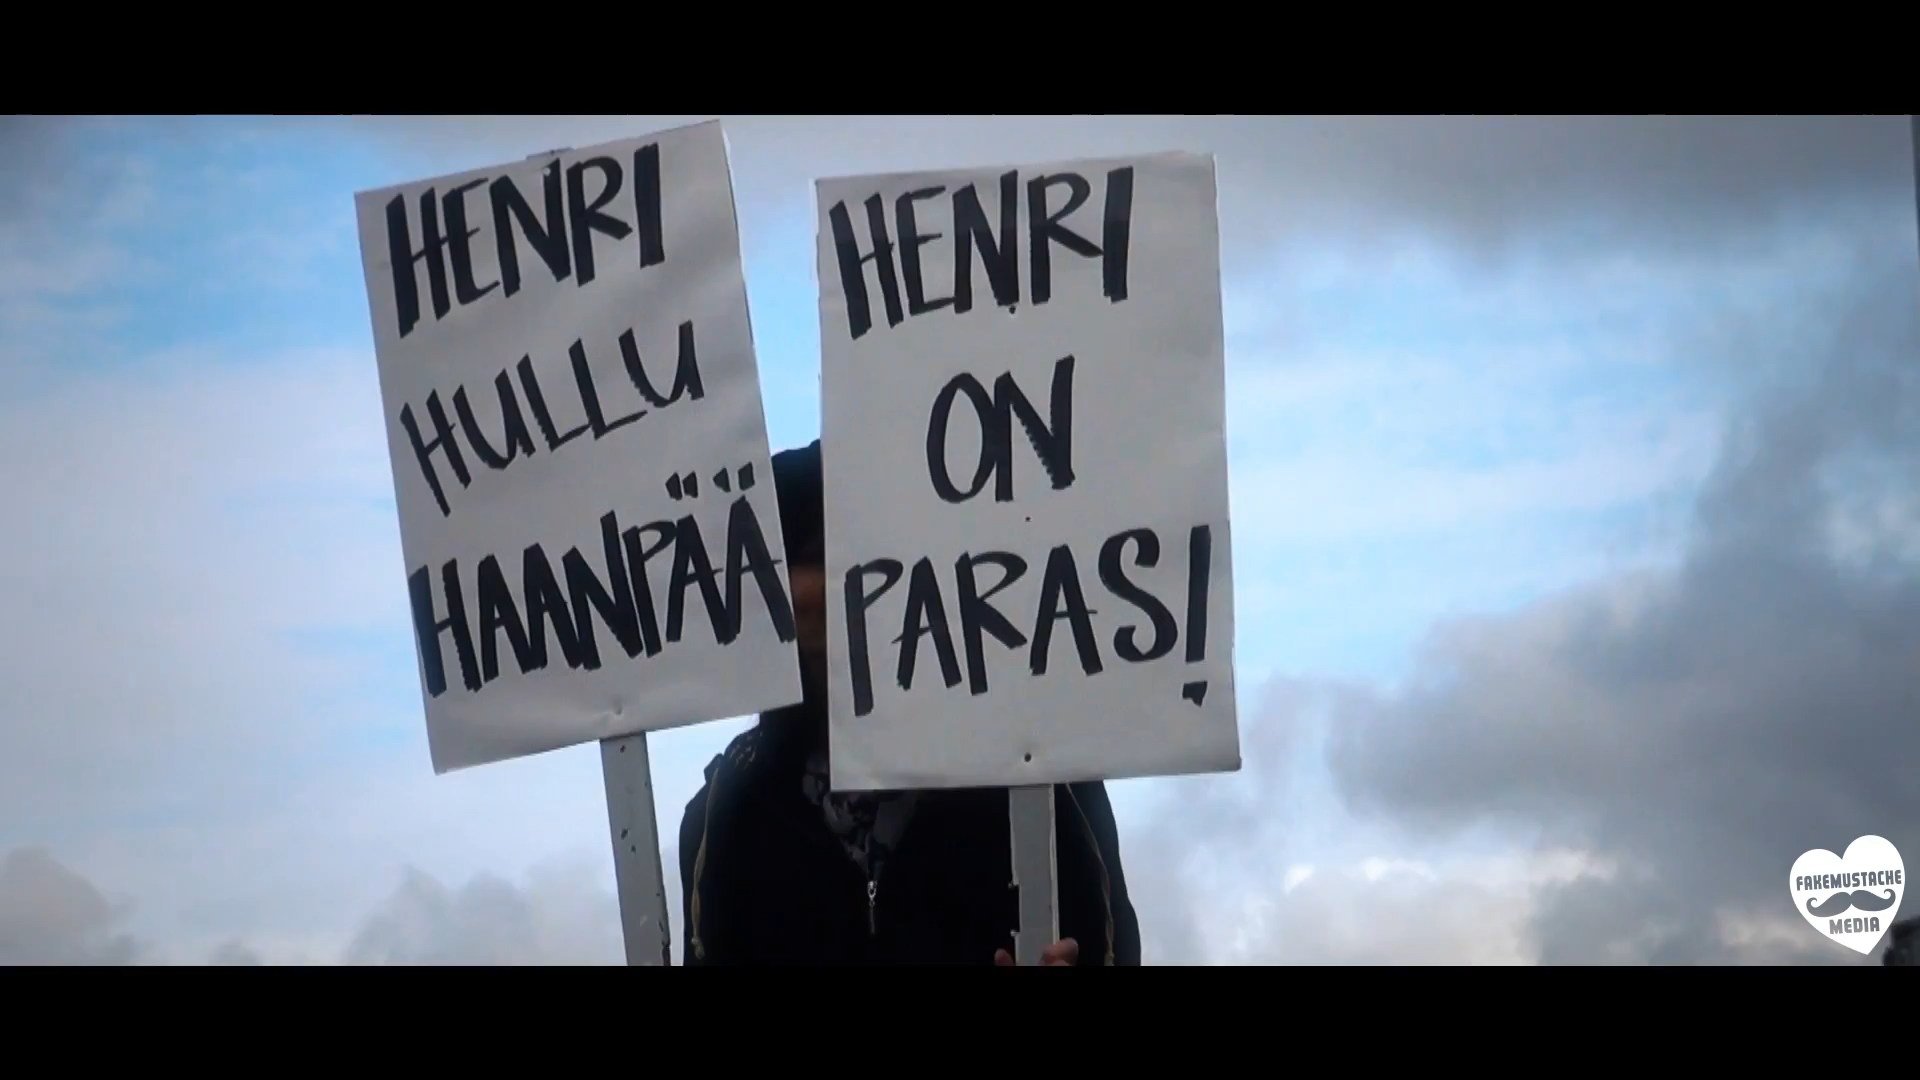 HENRI
HULLU
HAANPÄÄ
HENRI
ON
PARAS!
FAKEMUSTACHE
MEDIA